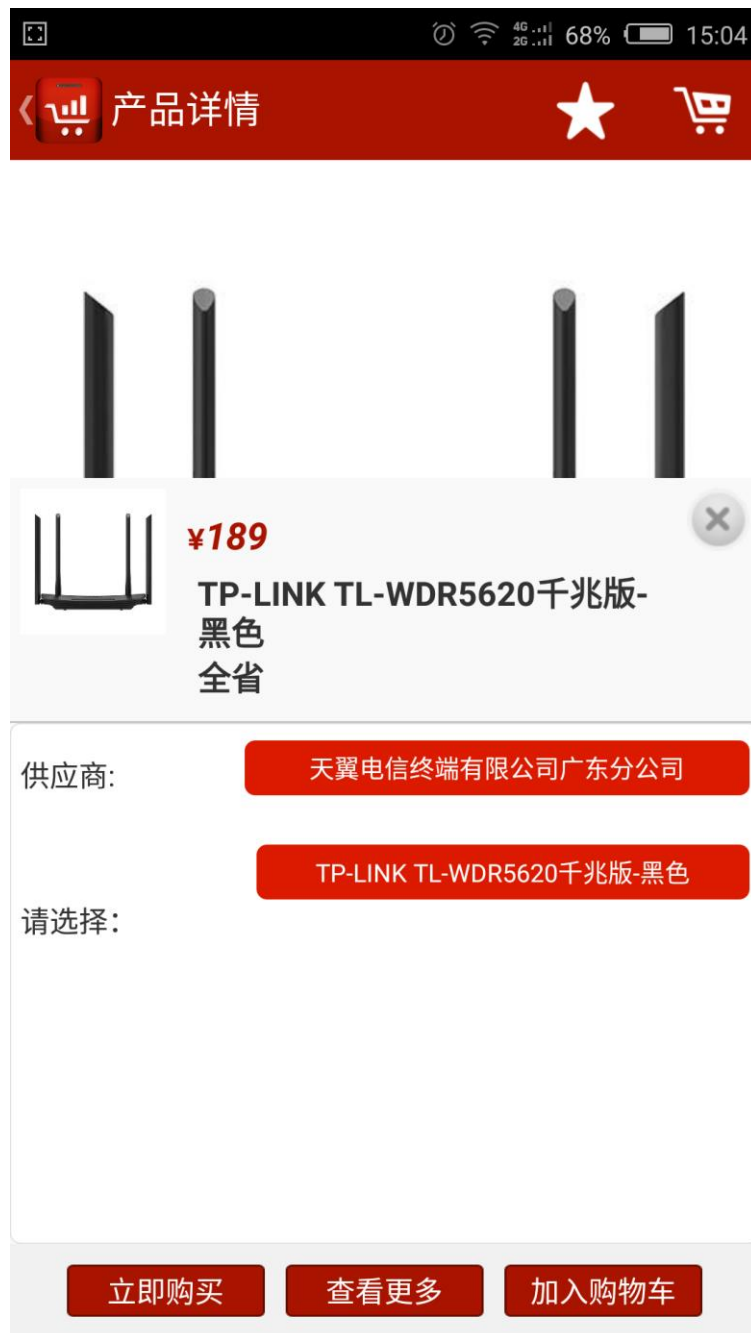 4G
2G
68%
15:04
产品详情
¥189
TP-LINK TL-WDR5620千兆版-
黑色
全省
供应商:
天翼电信终端有限公司广东分公司
TP-LINK TL-WDR5620千兆版-黑色
请选择：
立即购买
查看更多
加入购物车